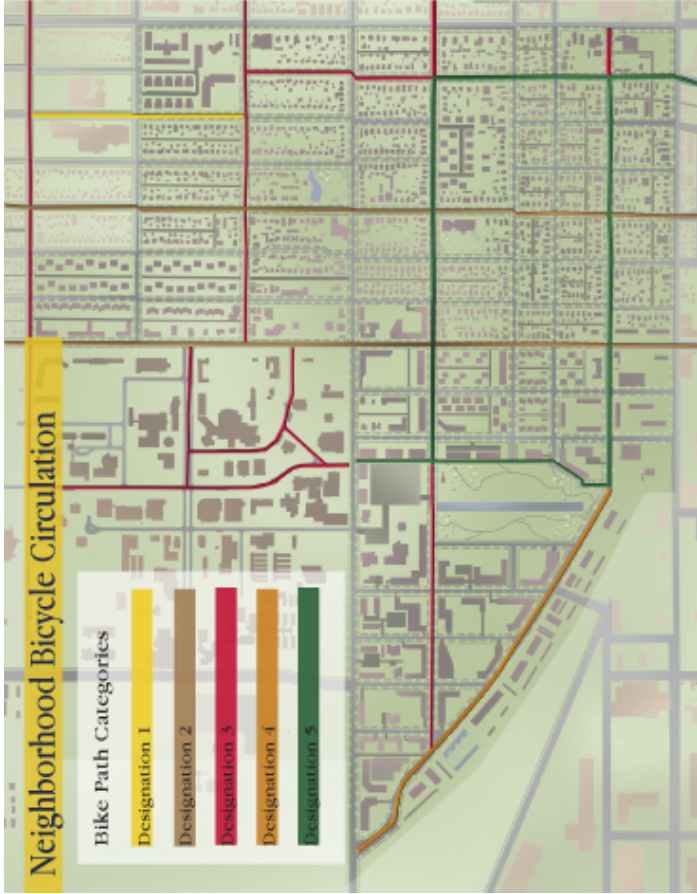 Neighborhood Bicycle Circulation
Bike Path Categories
Designation 1
Designation 2
Designation 3
Designation 4
Designation 5